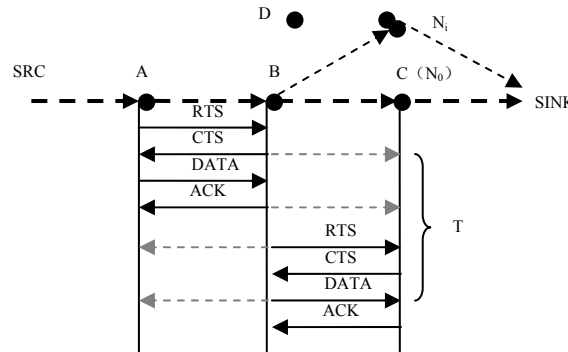 D
Ni
SRC
A
B
C（N0）
SINK
RTS
CTS
DATA
ACK
T
RTS
CTS
DATA
ACK